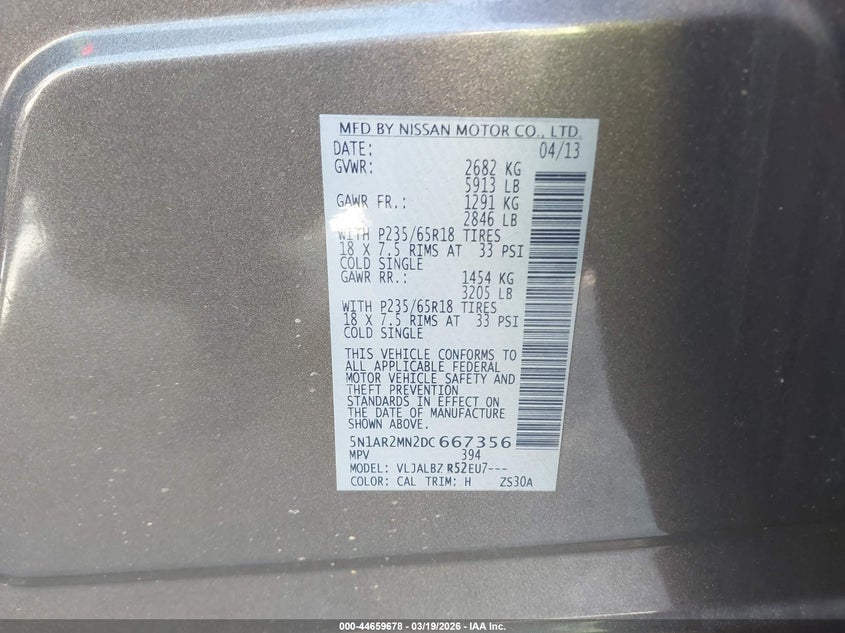 MFD BY NISSAN MOTOR CO., LTD.
DATE: 04/13
GVWR: 2682 KG
5913 LB
GAWR FR.: 1291 KG
2846 LB
WITH P235/65R18 TIRES
18 X 7.5 RIMS AT 33 PSI
COLD SINGLE
GAWR RR.: 1454 KG
3205 LB
WITH P235/65R18 TIRES
18 X 7.5 RIMS AT 33 PSI
COLD SINGLE
THIS VEHICLE CONFORMS TO
ALL APPLICABLE FEDERAL
MOTOR VEHICLE SAFETY AND
THEFT PREVENTION
STANDARDS IN EFFECT ON
THE DATE OF MANUFACTURE
SHOWN ABOVE.
5N1AR2MN2DC667356
MPV 394
MODEL: VLJALBZ R52EU7---
COLOR: CAL TRIM: H ZS30A
000-44659678 — 03/19/2026 — IAA Inc.